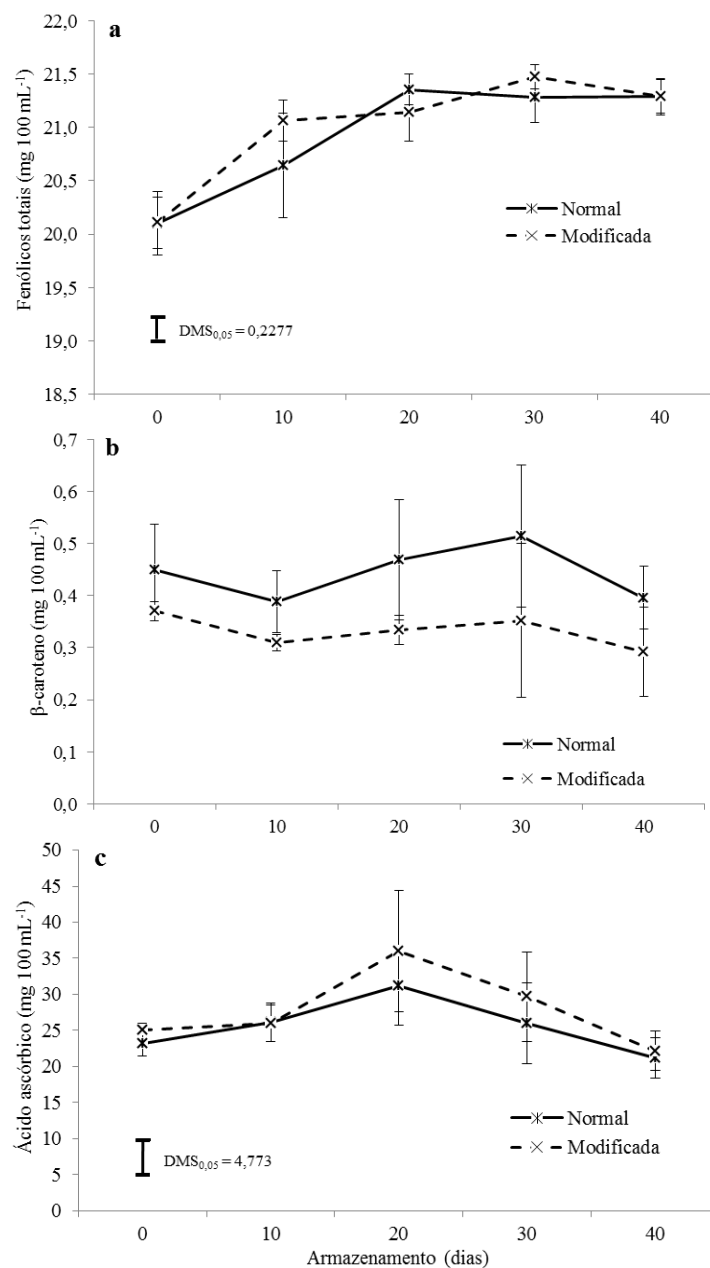 a
22,0
21,5
21,0
20,5
20,0
19,5
19,0
18,5
Fenólicos totais (mg 100 mL-1)
Normal
Modificada
DMS0,05 = 0,2277
0 10 20 30 40
b
0,7
0,6
0,5
0,4
0,3
0,2
0,1
0,0
β-caroteno (mg 100 mL-1)
Normal
Modificada
0 10 20 30 40
c
50
45
40
35
30
25
20
15
10
5
0
Ácido ascórbico (mg 100 mL-1)
Normal
Modificada
DMS0,05 = 4,773
0 10 20 30 40
Armazenamento (dias)